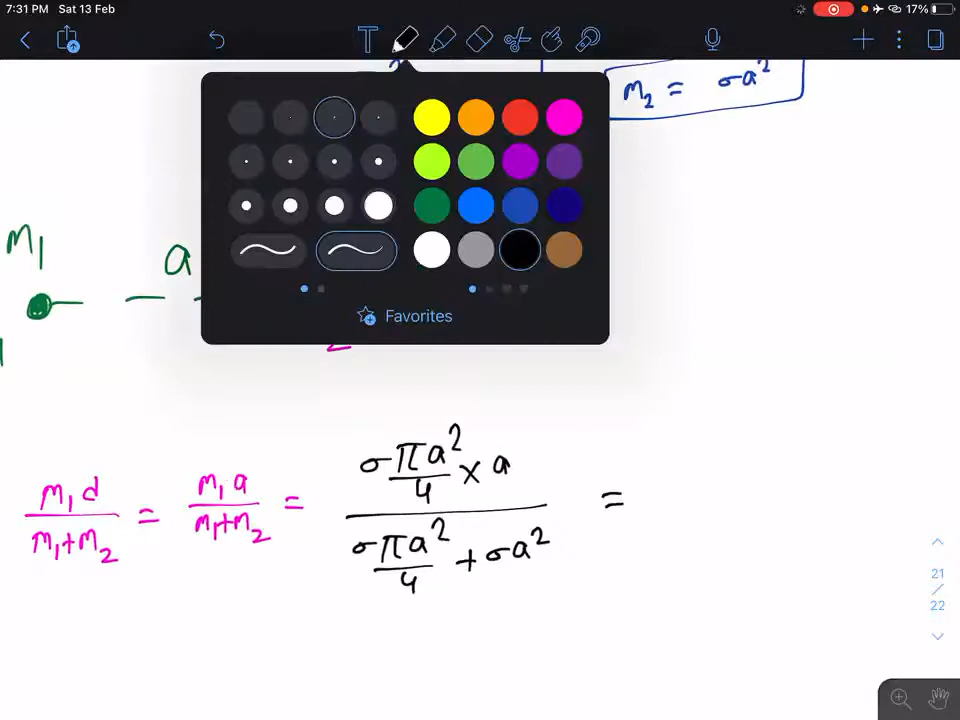 7:31 PM Sat 13 Feb 17%
T
m₂ = σa²
m₁ a
Favorites
m₁d/(m₁+m₂) = m₁a/(m₁+m₂) = (σπa²/4 × a)/(σπa²/4 + σa²) =
21
/
22